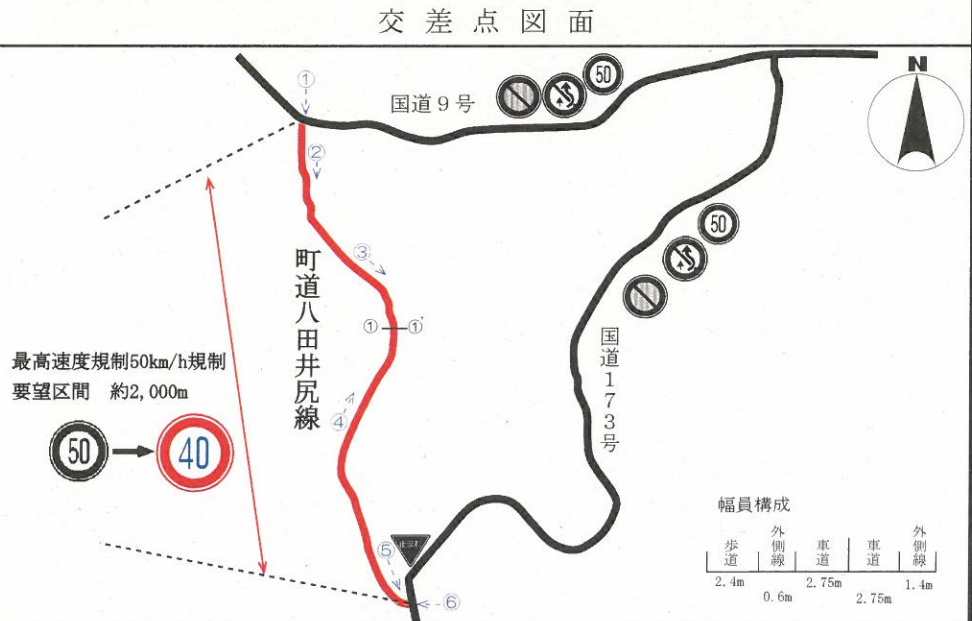 交差点図面
N
①
国道9号
50
②
③
町道八田井尻線
① ①'
50
最高速度規制50km/h規制
要望区間 約2,000m
50
40
④
国道173号
⑤
⑥
幅員構成
歩道
外側線
車道
車道
外側線
2.4m
0.6m
2.75m
2.75m
1.4m